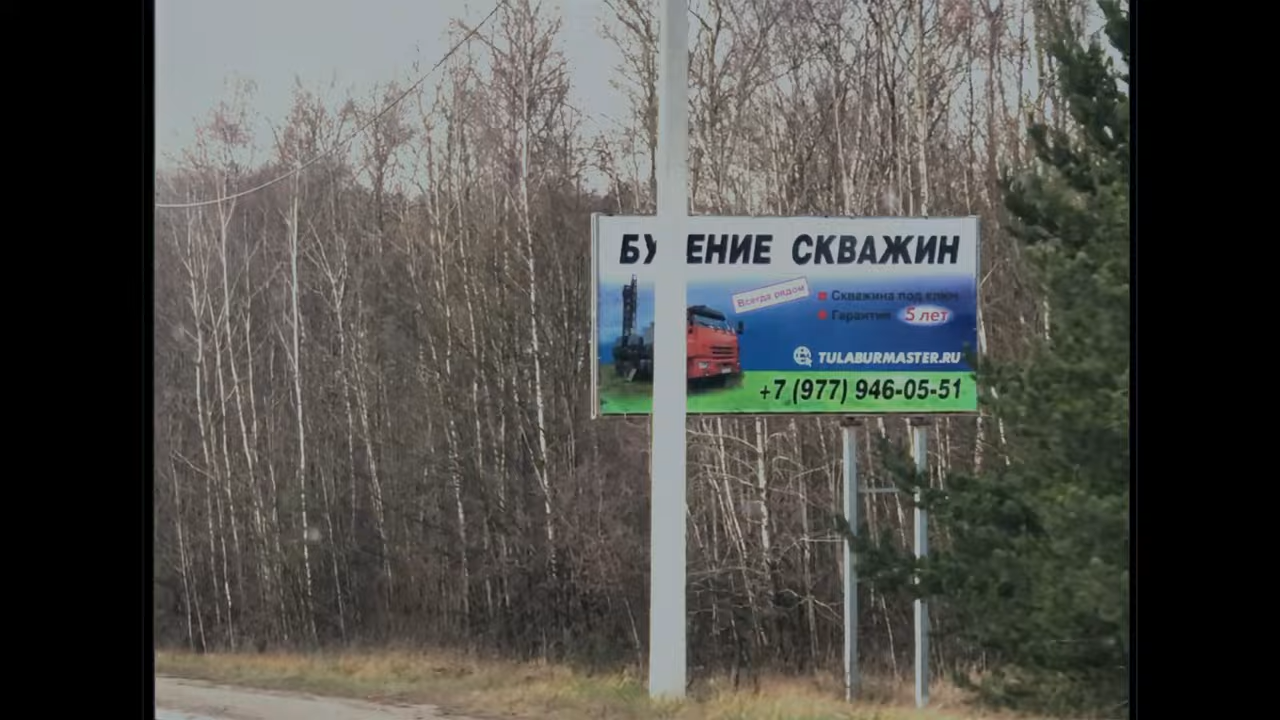 БУ ЕНИЕ СКВАЖИН
Всегда рядом
Скважина под ключ
Гарантия 5 лет
TULABURMASTER.RU
+7 (977) 946-05-51